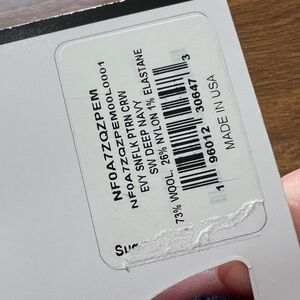 NF0A7ZQZPEM
NF0A7ZQZPEM00L0001
EVY SNFLK PTRN CRW
SW DEEP NAVY
73% WOOL, 26% NYLON 1% ELASTANE
1 96012 30647 3
MADE IN USA
Sug